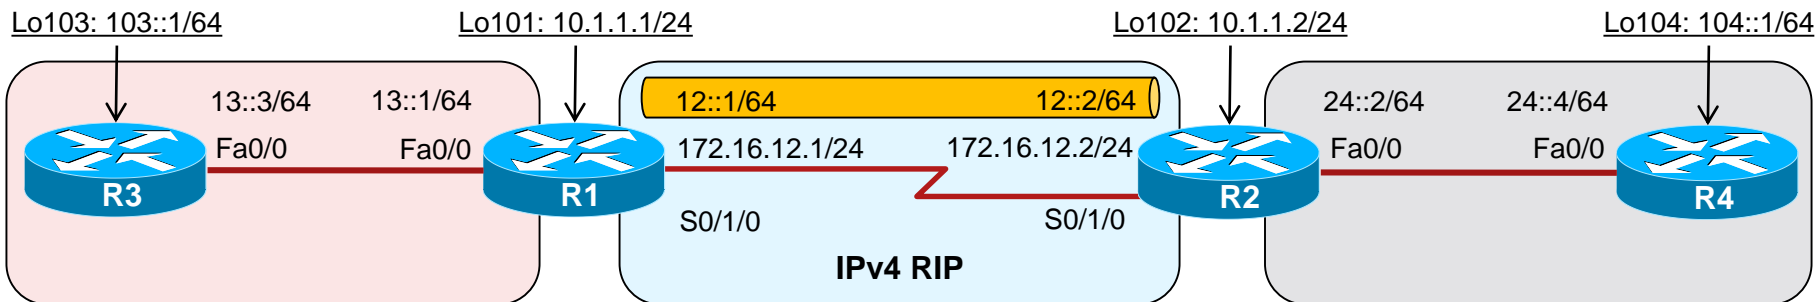 Lo103: 103::1/64
Lo101: 10.1.1.1/24
Lo102: 10.1.1.2/24
Lo104: 104::1/64
13::3/64
13::1/64
12::1/64
12::2/64
24::2/64
24::4/64
Fa0/0
Fa0/0
172.16.12.1/24
172.16.12.2/24
Fa0/0
Fa0/0
R3
R1
R2
R4
S0/1/0
S0/1/0
IPv4 RIP